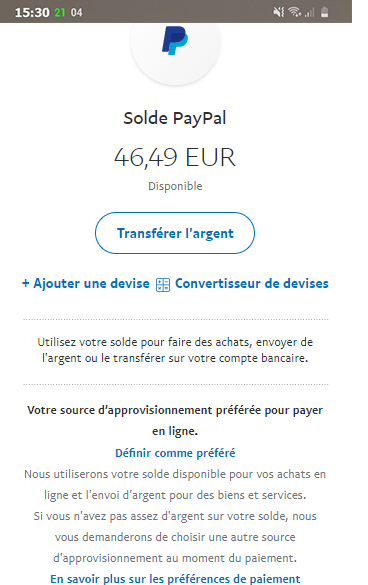 15:30 21 04
Solde PayPal
46,49 EUR
Disponible
Transférer l'argent
+ Ajouter une devise Convertisseur de devises
Utilisez votre solde pour faire des achats, envoyer de
l'argent ou le transférer sur votre compte bancaire.
Votre source d'approvisionnement préférée pour payer
en ligne.
Définir comme préféré
Nous utiliserons votre solde disponible pour vos achats en
ligne et l'envoi d'argent pour des biens et services.
Si vous n'avez pas assez d'argent sur votre solde, nous
vous demanderons de choisir une autre source
d'approvisionnement au moment du paiement.
En savoir plus sur les préférences de paiement